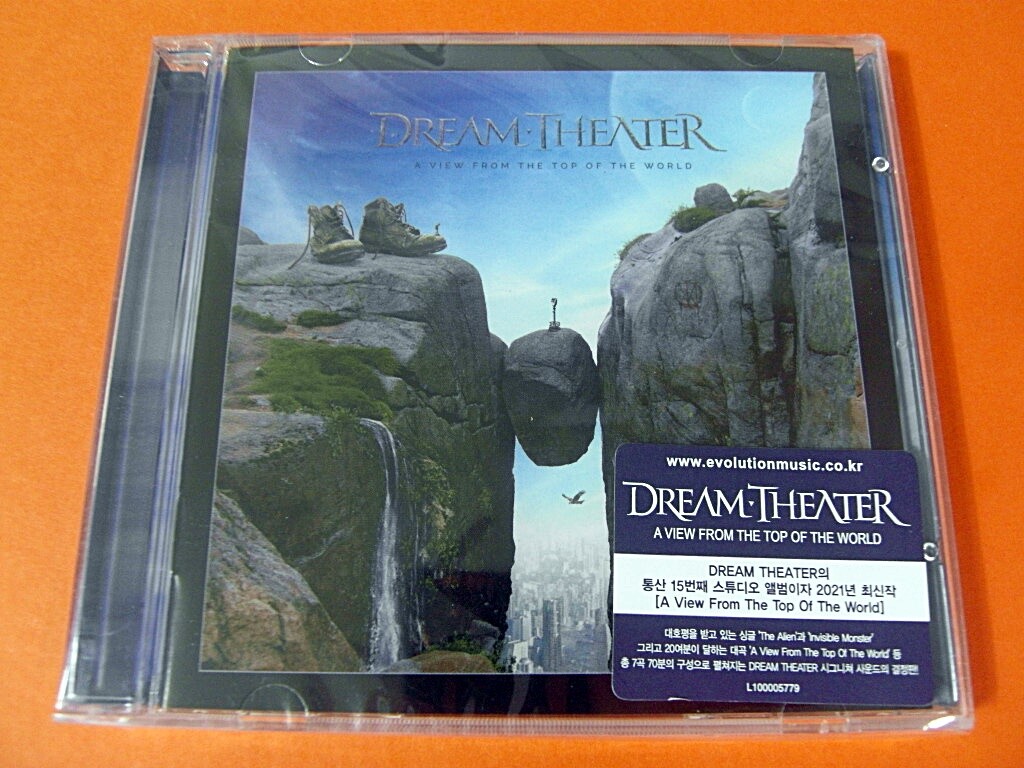 DREAM·THEATER
A VIEW FROM THE TOP OF THE WORLD
www.evolutionmusic.co.kr
DREAM·THEATER
A VIEW FROM THE TOP OF THE WORLD
DREAM THEATER의
통산 15번째 스튜디오 앨범이자 2021년 최신작
[A View From The Top Of The World]
대호평을 받고 있는 싱글 'The Alien'과 'Invisible Monster'
그리고 20여분이 달하는 대곡 'A View From The Top Of The World' 등
총 7곡 70분의 구성으로 펼쳐지는 DREAM THEATER 시그니쳐 사운드의 결정판!
L100005779